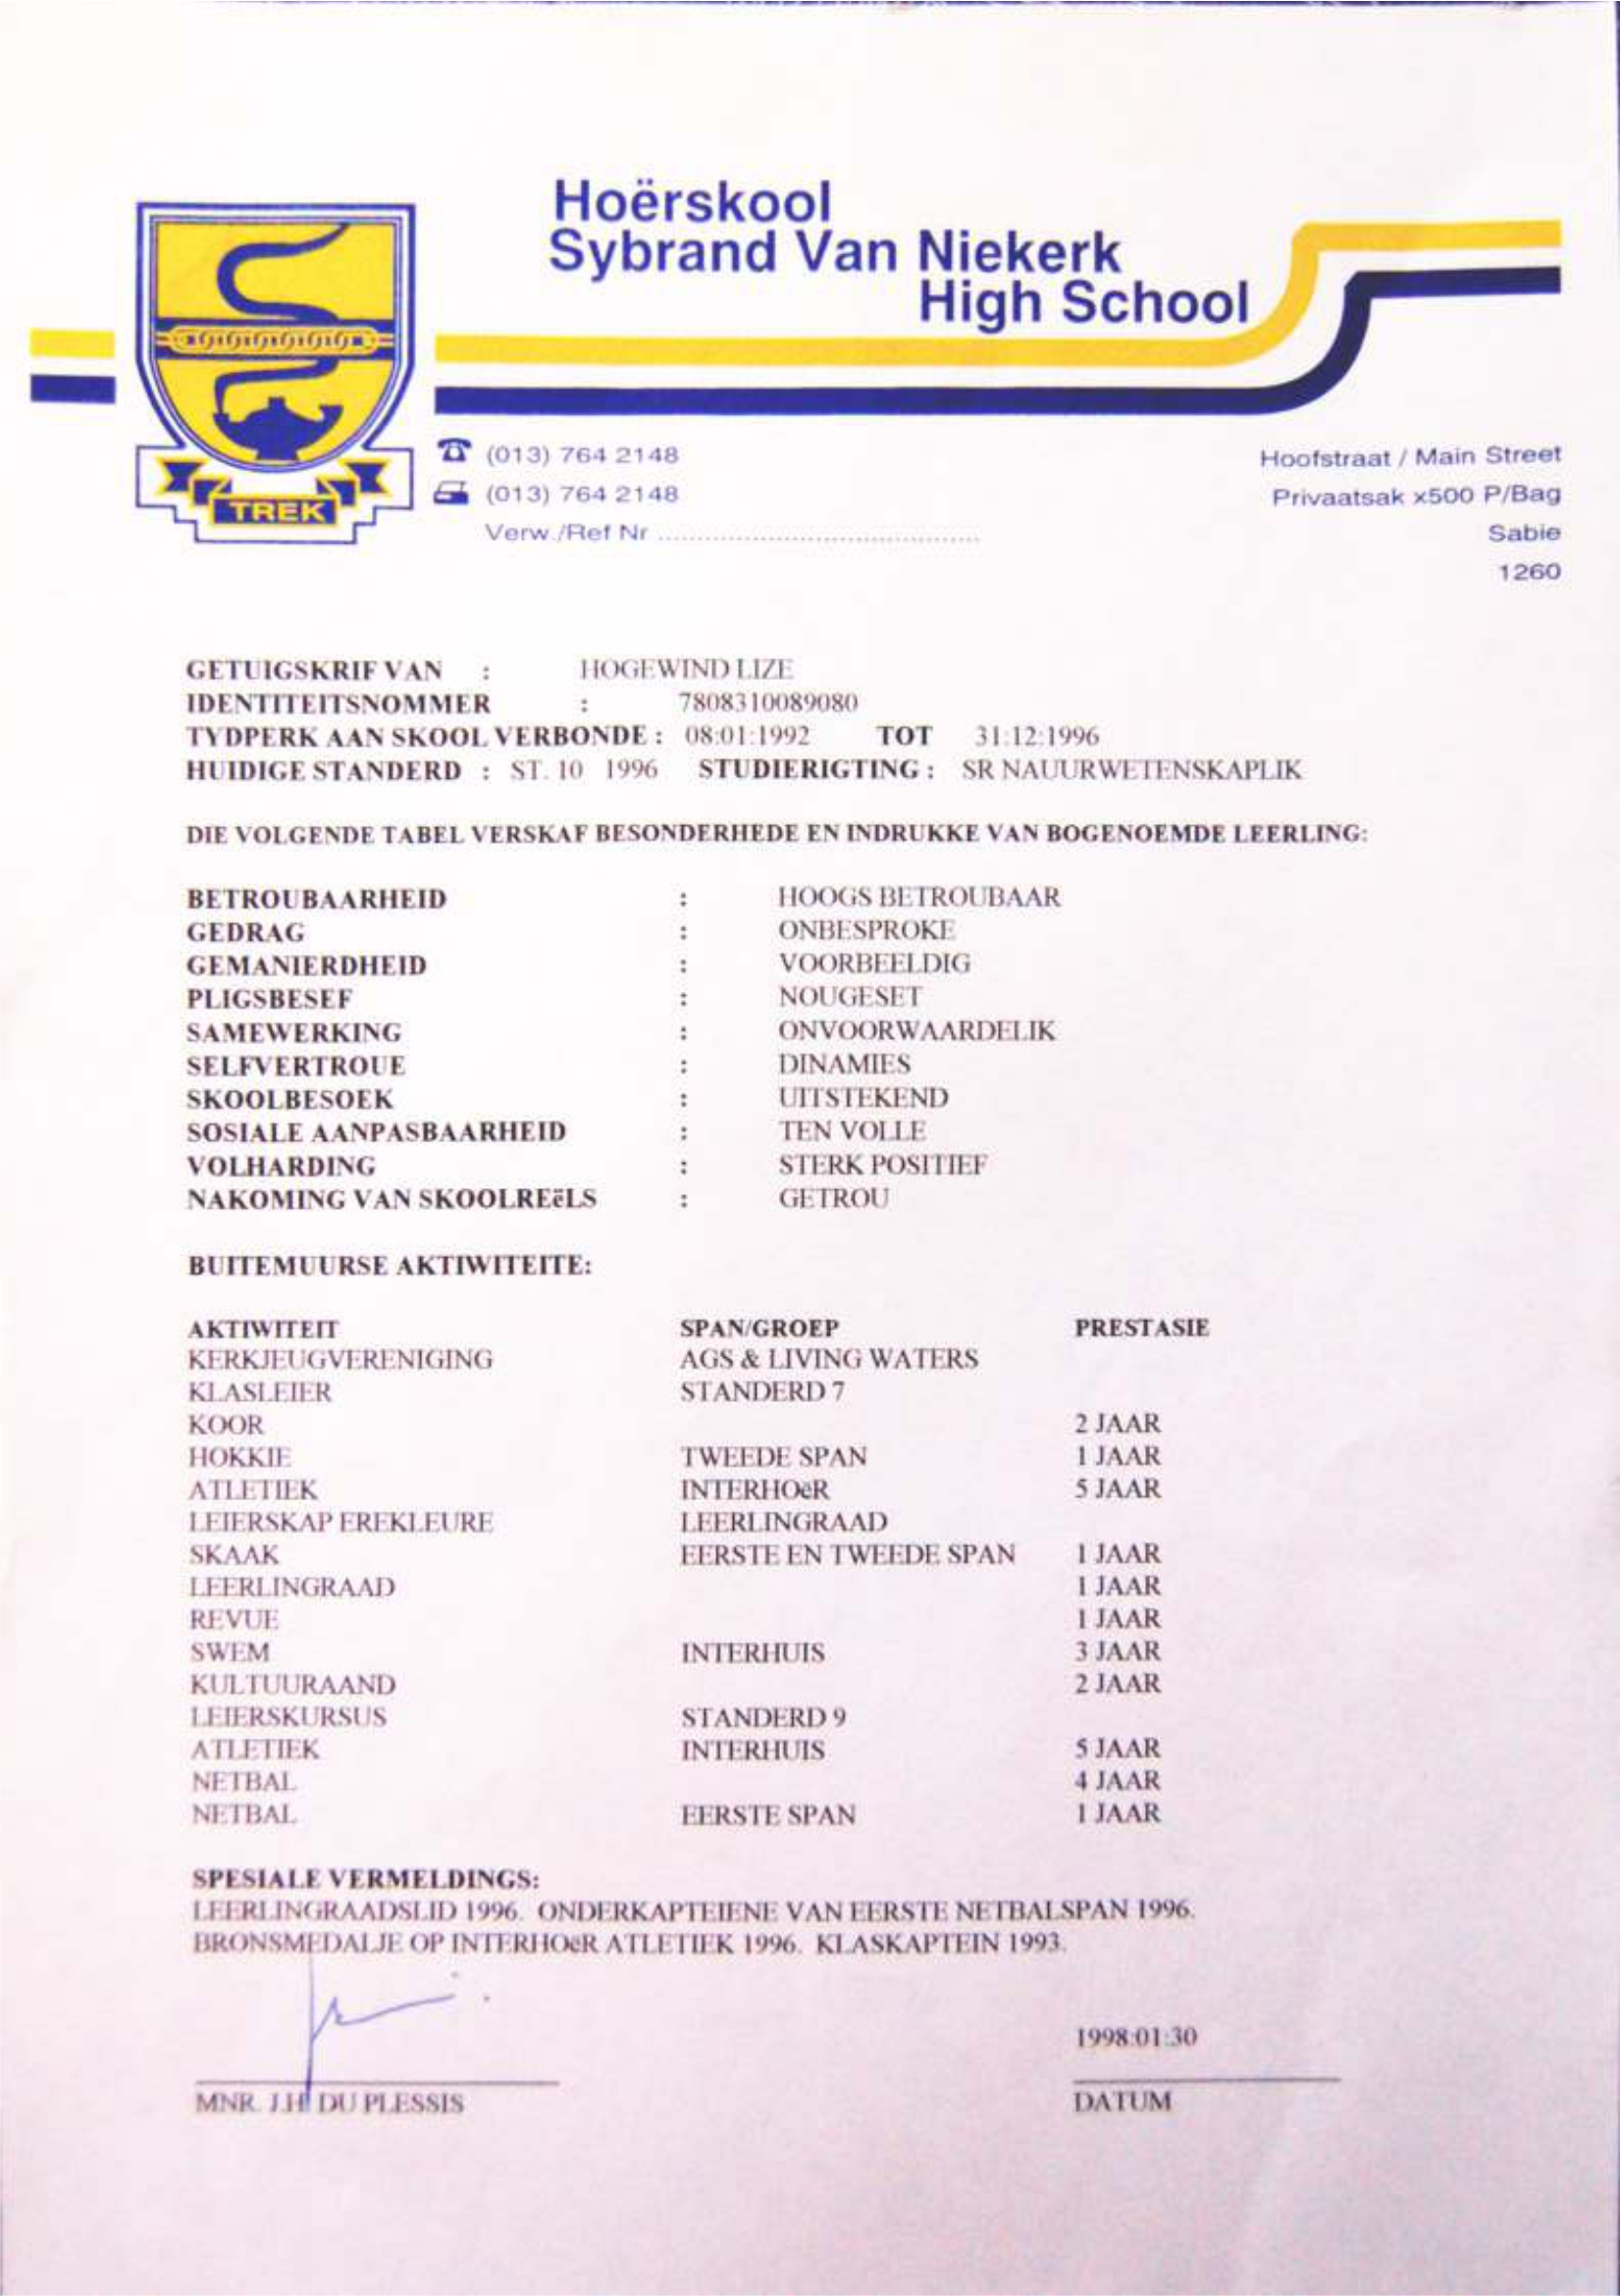 Hoërskool
Sybrand Van Niekerk
High School
TREK
(013) 764 2148
(013) 764 2148
Verw./Ref Nr ..........................................
Hoofstraat / Main Street
Privaatsak x500 P/Bag
Sabie
1260
GETUIGSKRIF VAN : HOGEWIND LIZE
IDENTITEITSNOMMER : 7808310089080
TYDPERK AAN SKOOL VERBONDE : 08:01:1992 TOT 31:12:1996
HUIDIGE STANDERD : ST. 10 1996 STUDIERIGTING : SR NAUURWETENSKAPLIK
DIE VOLGENDE TABEL VERSKAF BESONDERHEDE EN INDRUKKE VAN BOGENOEMDE LEERLING:
BETROUBAARHEID : HOOGS BETROUBAAR
GEDRAG : ONBESPROKE
GEMANIERDHEID : VOORBEELDIG
PLIGSBESEF : NOUGESET
SAMEWERKING : ONVOORWAARDELIK
SELFVERTROUE : DINAMIES
SKOOLBESOEK : UITSTEKEND
SOSIALE AANPASBAARHEID : TEN VOLLE
VOLHARDING : STERK POSITIEF
NAKOMING VAN SKOOLREëLS : GETROU
BUITEMUURSE AKTIWITEITE:
AKTIWITEIT SPAN/GROEP PRESTASIE
KERKJEUGVERENIGING AGS & LIVING WATERS
KLASLEIER STANDERD 7
KOOR 2 JAAR
HOKKIE TWEEDE SPAN 1 JAAR
ATLETIEK INTERHOëR 5 JAAR
LEIERSKAP EREKLEURE LEERLINGRAAD
SKAAK EERSTE EN TWEEDE SPAN 1 JAAR
LEERLINGRAAD 1 JAAR
REVUE 1 JAAR
SWEM INTERHUIS 3 JAAR
KULTUURAAND 2 JAAR
LEIERSKURSUS STANDERD 9
ATLETIEK INTERHUIS 5 JAAR
NETBAL 4 JAAR
NETBAL EERSTE SPAN 1 JAAR
SPESIALE VERMELDINGS:
LEERLINGRAADSLID 1996. ONDERKAPTEIENE VAN EERSTE NETBALSPAN 1996.
BRONSMEDALJE OP INTERHOëR ATLETIEK 1996. KLASKAPTEIN 1993.
1998:01:30
MNR. J.H. DU PLESSIS DATUM